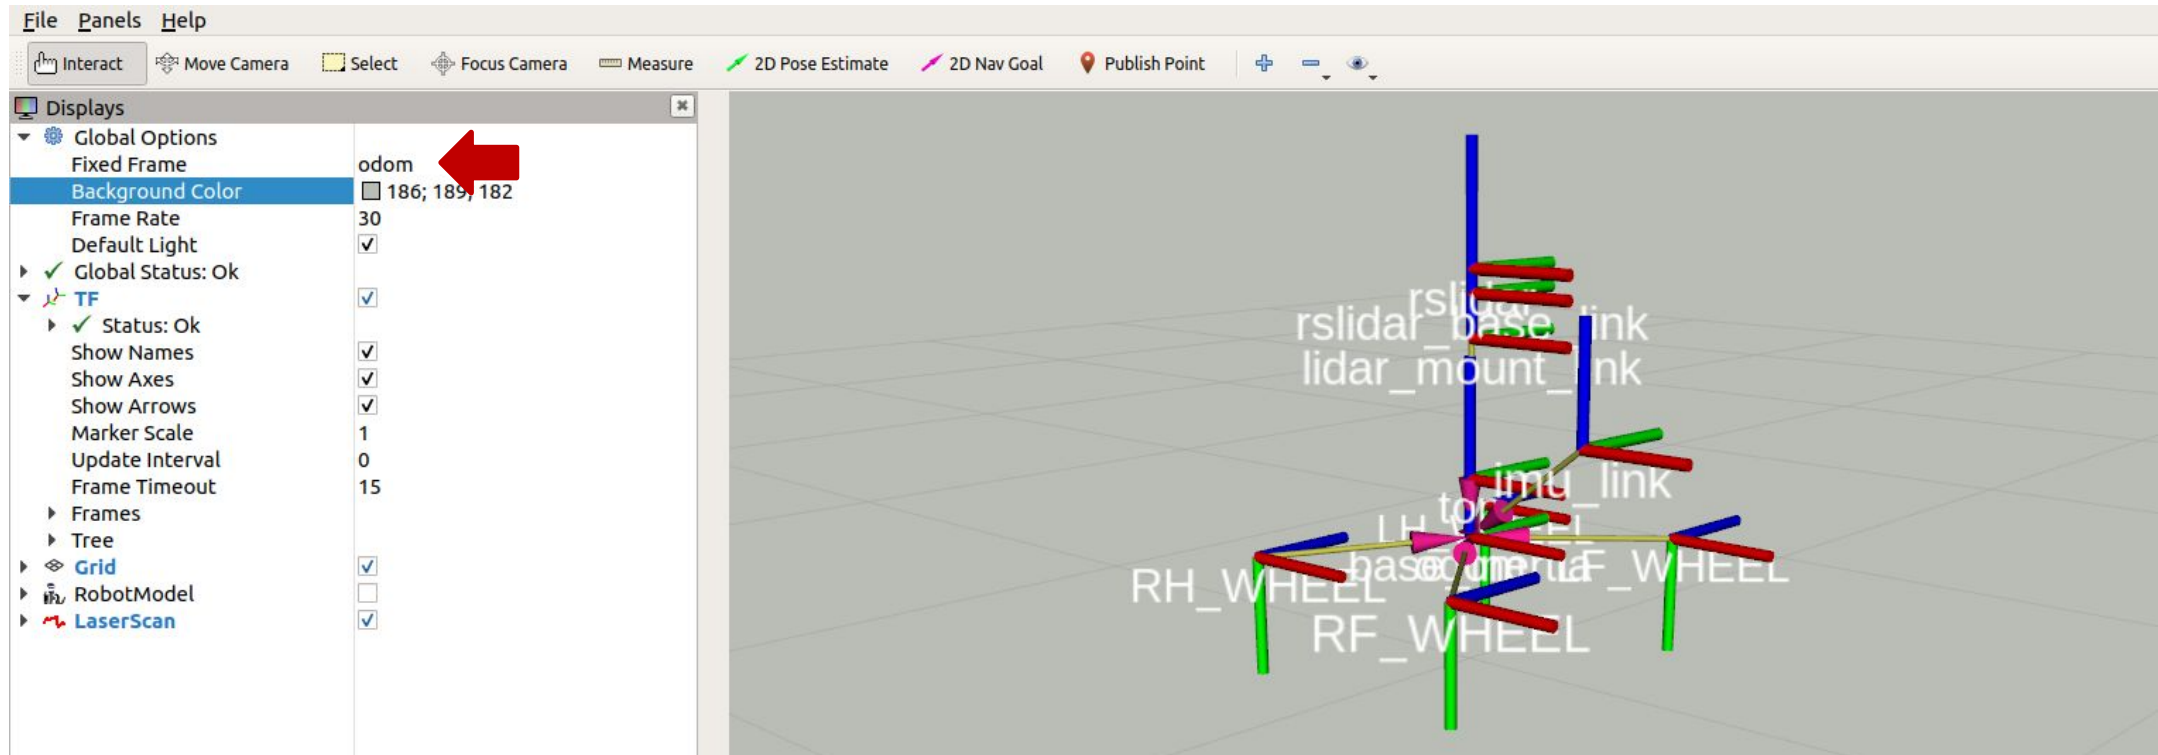 File Panels Help
Interact Move Camera Select Focus Camera Measure 2D Pose Estimate 2D Nav Goal Publish Point
Displays
Global Options
Fixed Frame odom
Background Color 186; 189; 182
Frame Rate 30
Default Light
Global Status: Ok
TF
Status: Ok
Show Names
Show Axes
Show Arrows
Marker Scale 1
Update Interval 0
Frame Timeout 15
Frames
Tree
Grid
RobotModel
LaserScan
rslidar
rslidar_base_link
lidar_mount_link
imu_link
RH_WHEEL
LF_WHEEL
RF_WHEEL